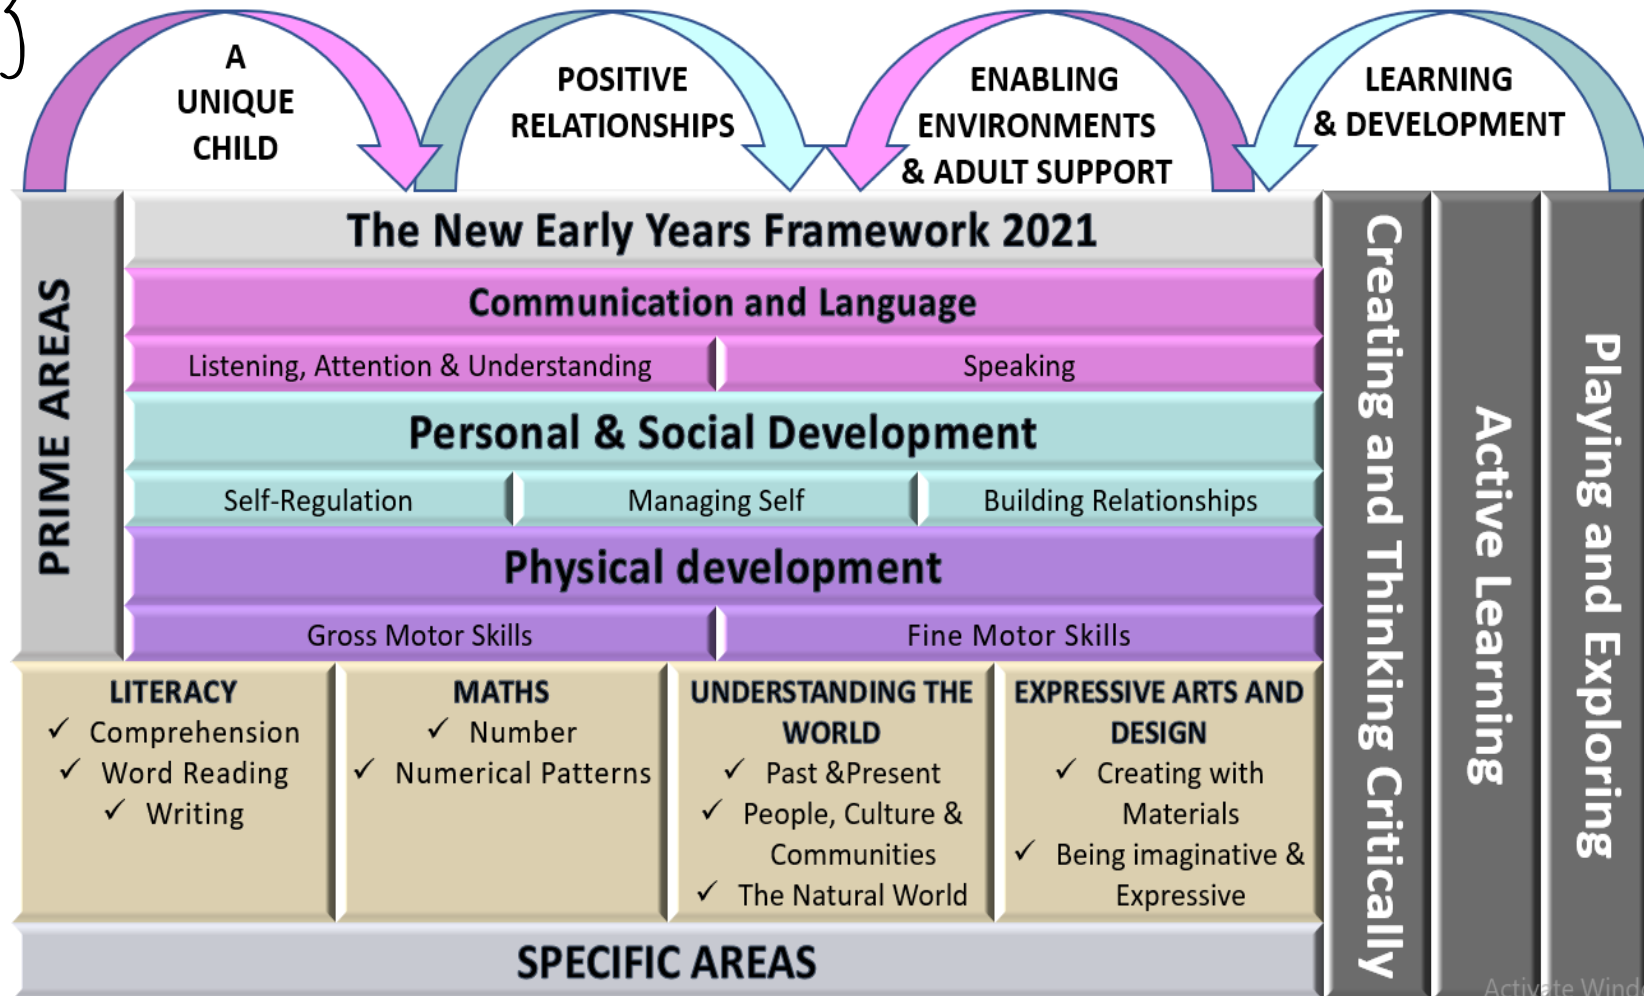 A
UNIQUE
CHILD
POSITIVE
RELATIONSHIPS
ENABLING
ENVIRONMENTS
& ADULT SUPPORT
LEARNING
& DEVELOPMENT
PRIME AREAS
The New Early Years Framework 2021
Communication and Language
Listening, Attention & Understanding
Speaking
Personal & Social Development
Self-Regulation
Managing Self
Building Relationships
Physical development
Gross Motor Skills
Fine Motor Skills
LITERACY
✓ Comprehension
✓ Word Reading
✓ Writing
MATHS
✓ Number
✓ Numerical Patterns
UNDERSTANDING THE
WORLD
✓ Past &Present
✓ People, Culture &
Communities
✓ The Natural World
EXPRESSIVE ARTS AND
DESIGN
✓ Creating with
Materials
✓ Being imaginative &
Expressive
SPECIFIC AREAS
Creating and Thinking Critically
Active Learning
Playing and Exploring
Activate